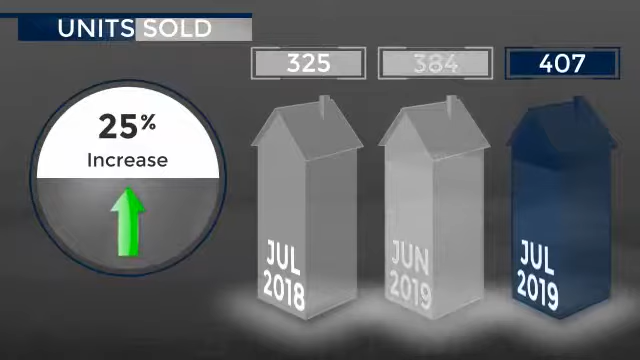 UNITS SOLD
325
384
407
25%
Increase
JUL
2018
JUN
2019
JUL
2019